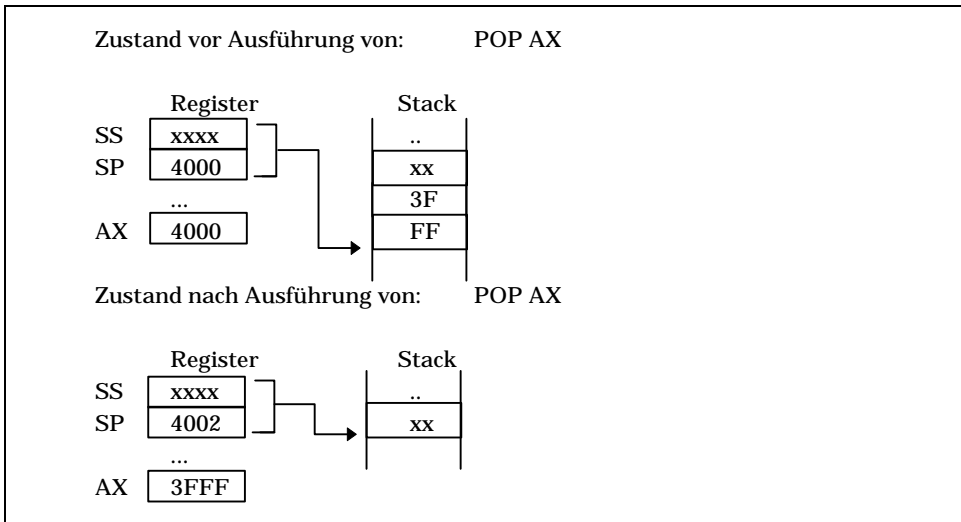 Zustand vor Ausführung von: POP AX
Register Stack
SS xxxx ..
SP 4000 xx
... 3F
AX 4000 FF
Zustand nach Ausführung von: POP AX
Register Stack
SS xxxx ..
SP 4002 xx
...
AX 3FFF